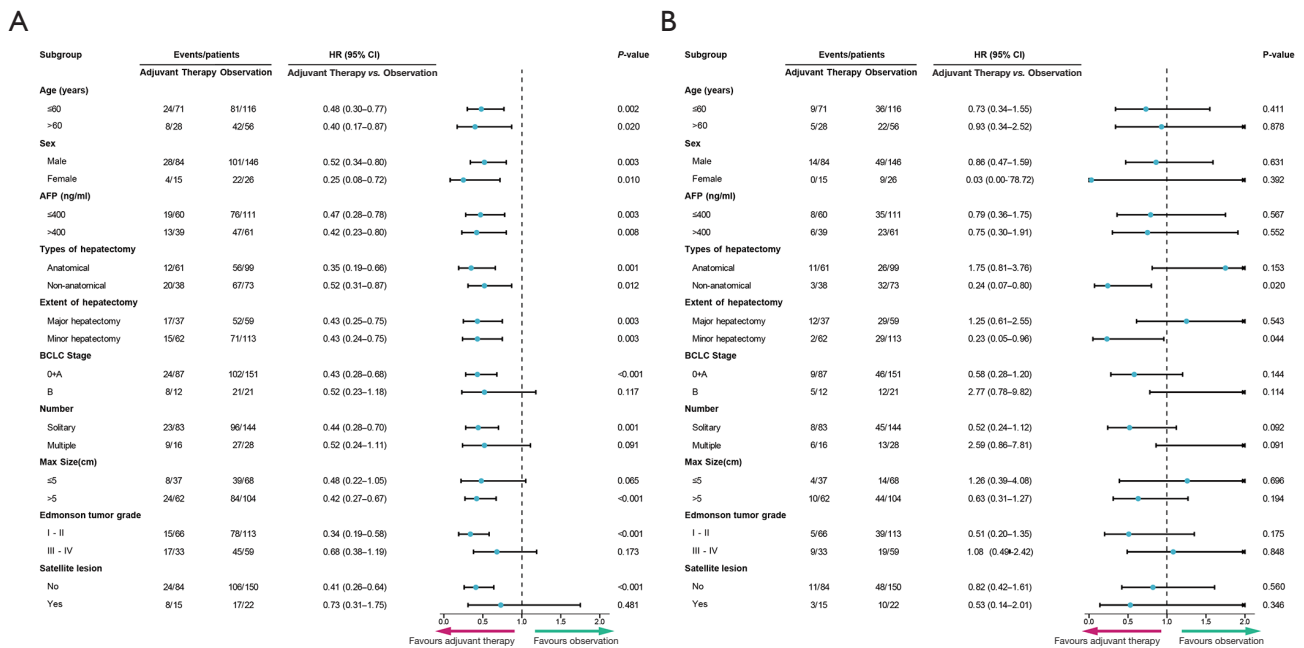 A
Subgroup Events/patients HR (95% CI) P-value
Adjuvant Therapy Observation Adjuvant Therapy vs. Observation
Age (years)
≤60 24/71 81/116 0.48 (0.30–0.77) 0.002
>60 8/28 42/56 0.40 (0.17–0.87) 0.020
Sex
Male 28/84 101/146 0.52 (0.34–0.80) 0.003
Female 4/15 22/26 0.25 (0.08–0.72) 0.010
AFP (ng/ml)
≤400 19/60 76/111 0.47 (0.28–0.78) 0.003
>400 13/39 47/61 0.42 (0.23–0.80) 0.008
Types of hepatectomy
Anatomical 12/61 56/99 0.35 (0.19–0.66) 0.001
Non-anatomical 20/38 67/73 0.52 (0.31–0.87) 0.012
Extent of hepatectomy
Major hepatectomy 17/37 52/59 0.43 (0.25–0.75) 0.003
Minor hepatectomy 15/62 71/113 0.43 (0.24–0.75) 0.003
BCLC Stage
0+A 24/87 102/151 0.43 (0.28–0.68) <0.001
B 8/12 21/21 0.52 (0.23–1.18) 0.117
Number
Solitary 23/83 96/144 0.44 (0.28–0.70) 0.001
Multiple 9/16 27/28 0.52 (0.24–1.11) 0.091
Max Size(cm)
≤5 8/37 39/68 0.48 (0.22–1.05) 0.065
>5 24/62 84/104 0.42 (0.27–0.67) <0.001
Edmonson tumor grade
I - II 15/66 78/113 0.34 (0.19–0.58) <0.001
III - IV 17/33 45/59 0.68 (0.38–1.19) 0.173
Satellite lesion
No 24/84 106/150 0.41 (0.26–0.64) <0.001
Yes 8/15 17/22 0.73 (0.31–1.75) 0.481
0.0 0.5 1.0 1.5 2.0
Favours adjuvant therapy Favours observation
B
Subgroup Events/patients HR (95% CI) P-value
Adjuvant Therapy Observation Adjuvant Therapy vs. Observation
Age (years)
≤60 9/71 36/116 0.73 (0.34–1.55) 0.411
>60 5/28 22/56 0.93 (0.34–2.52) 0.878
Sex
Male 14/84 49/146 0.86 (0.47–1.59) 0.631
Female 0/15 9/26 0.03 (0.00-˜78.72) 0.392
AFP (ng/ml)
≤400 8/60 35/111 0.79 (0.36–1.75) 0.567
>400 6/39 23/61 0.75 (0.30–1.91) 0.552
Types of hepatectomy
Anatomical 11/61 26/99 1.75 (0.81–3.76) 0.153
Non-anatomical 3/38 32/73 0.24 (0.07–0.80) 0.020
Extent of hepatectomy
Major hepatectomy 12/37 29/59 1.25 (0.61–2.55) 0.543
Minor hepatectomy 2/62 29/113 0.23 (0.05–0.96) 0.044
BCLC Stage
0+A 9/87 46/151 0.58 (0.28–1.20) 0.144
B 5/12 12/21 2.77 (0.78–9.82) 0.114
Number
Solitary 8/83 45/144 0.52 (0.24–1.12) 0.092
Multiple 6/16 13/28 2.59 (0.86–7.81) 0.091
Max Size(cm)
≤5 4/37 14/68 1.26 (0.39–4.08) 0.696
>5 10/62 44/104 0.63 (0.31–1.27) 0.194
Edmonson tumor grade
I - II 5/66 39/113 0.51 (0.20–1.35) 0.175
III - IV 9/33 19/59 1.08 (0.49-2.42) 0.848
Satellite lesion
No 11/84 48/150 0.82 (0.42–1.61) 0.560
Yes 3/15 10/22 0.53 (0.14–2.01) 0.346
0.0 0.5 1.0 1.5 2.0
Favours adjuvant therapy Favours observation